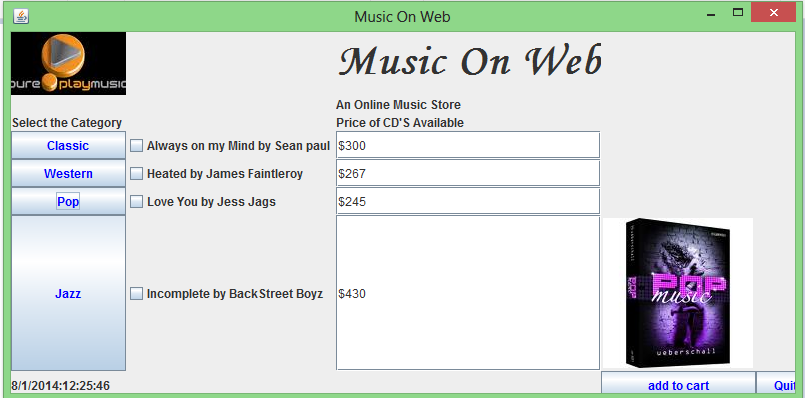 Music On Web
pure playmusic
Music On Web
An Online Music Store
Select the Category
Price of CD'S Available
Classic
Always on my Mind by Sean paul
$300
Western
Heated by James Faintleroy
$267
Pop
Love You by Jess Jags
$245
Jazz
Incomplete by BackStreet Boyz
$430
POP
music
ueberschall
8/1/2014:12:25:46
add to cart
Quit